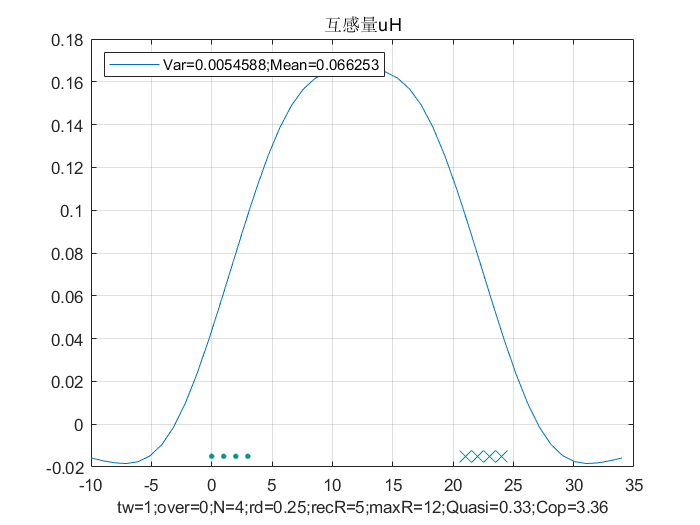 互感量uH
0.18
0.16
0.14
0.12
0.1
0.08
0.06
0.04
0.02
0
-0.02
Var=0.0054588;Mean=0.066253
-10 -5 0 5 10 15 20 25 30 35
tw=1;over=0;N=4;rd=0.25;recR=5;maxR=12;Quasi=0.33;Cop=3.36